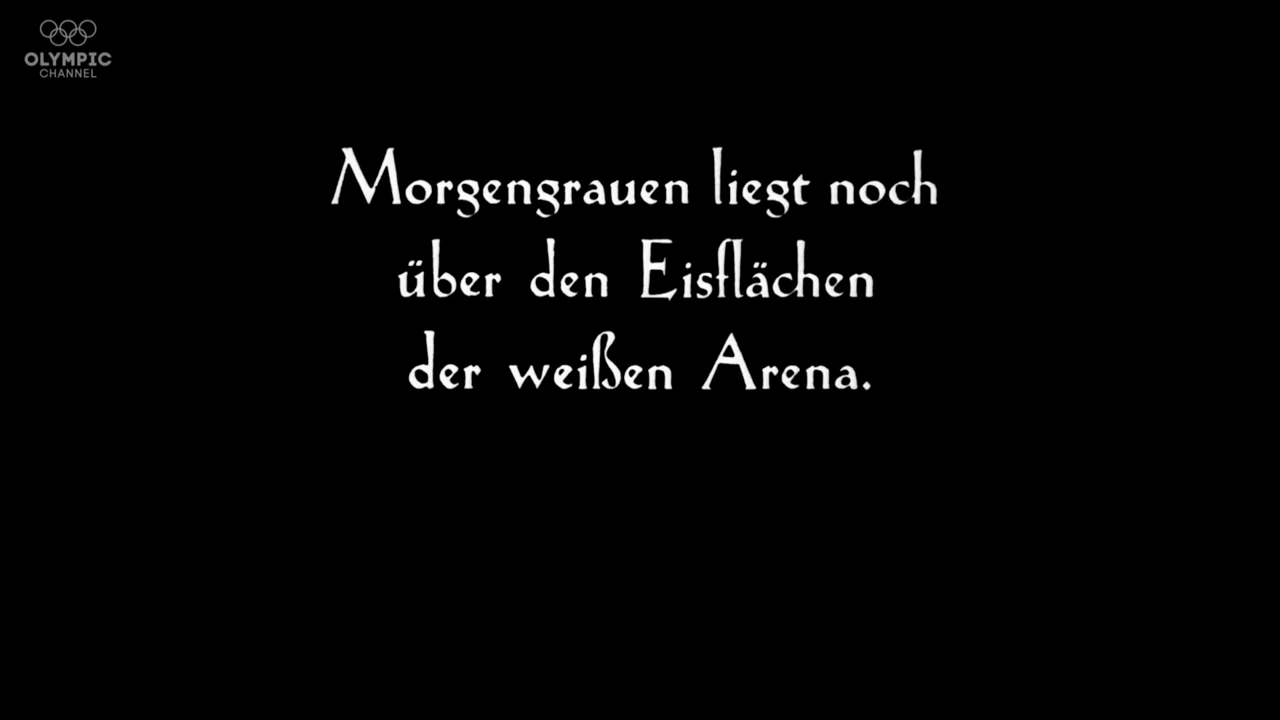 OLYMPIC
CHANNEL
Morgengrauen liegt noch
über den Eisflächen
der weißen Arena.